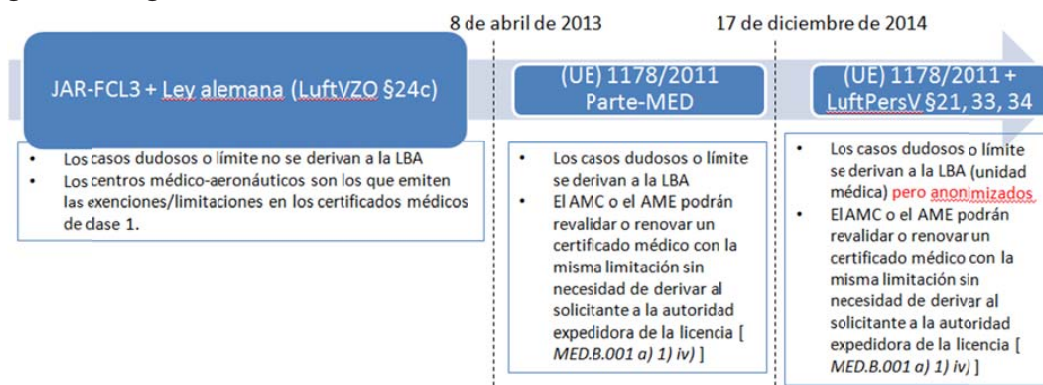 8 de abril de 2013
17 de diciembre de 2014
JAR-FCL3 + Ley alemana (LuftVZO §24c)
(UE) 1178/2011
Parte-MED
(UE) 1178/2011 +
LuftPersV §21, 33, 34
• Los casos dudosos o límite no se derivan a la LBA
• Los centros médico-aeronáuticos son los que emiten
las exenciones/limitaciones en los certificados médicos
de clase 1.
• Los casos dudosos o límite
se derivan a la LBA
• El AMC o el AME podrán
revalidar o renovar un
certificado médico con la
misma limitación sin
necesidad de derivar al
solicitante a la autoridad
expedidora de la licencia [
MED.B.001 a) 1) iv) ]
• Los casos dudosos o límite
se derivan a la LBA (unidad
médica) pero anonimizados
• El AMC o el AME podrán
revalidar o renovar un
certificado médico con la
misma limitación sin
necesidad de derivar al
solicitante a la autoridad
expedidora de la licencia [
MED.B.001 a) 1) iv) ]